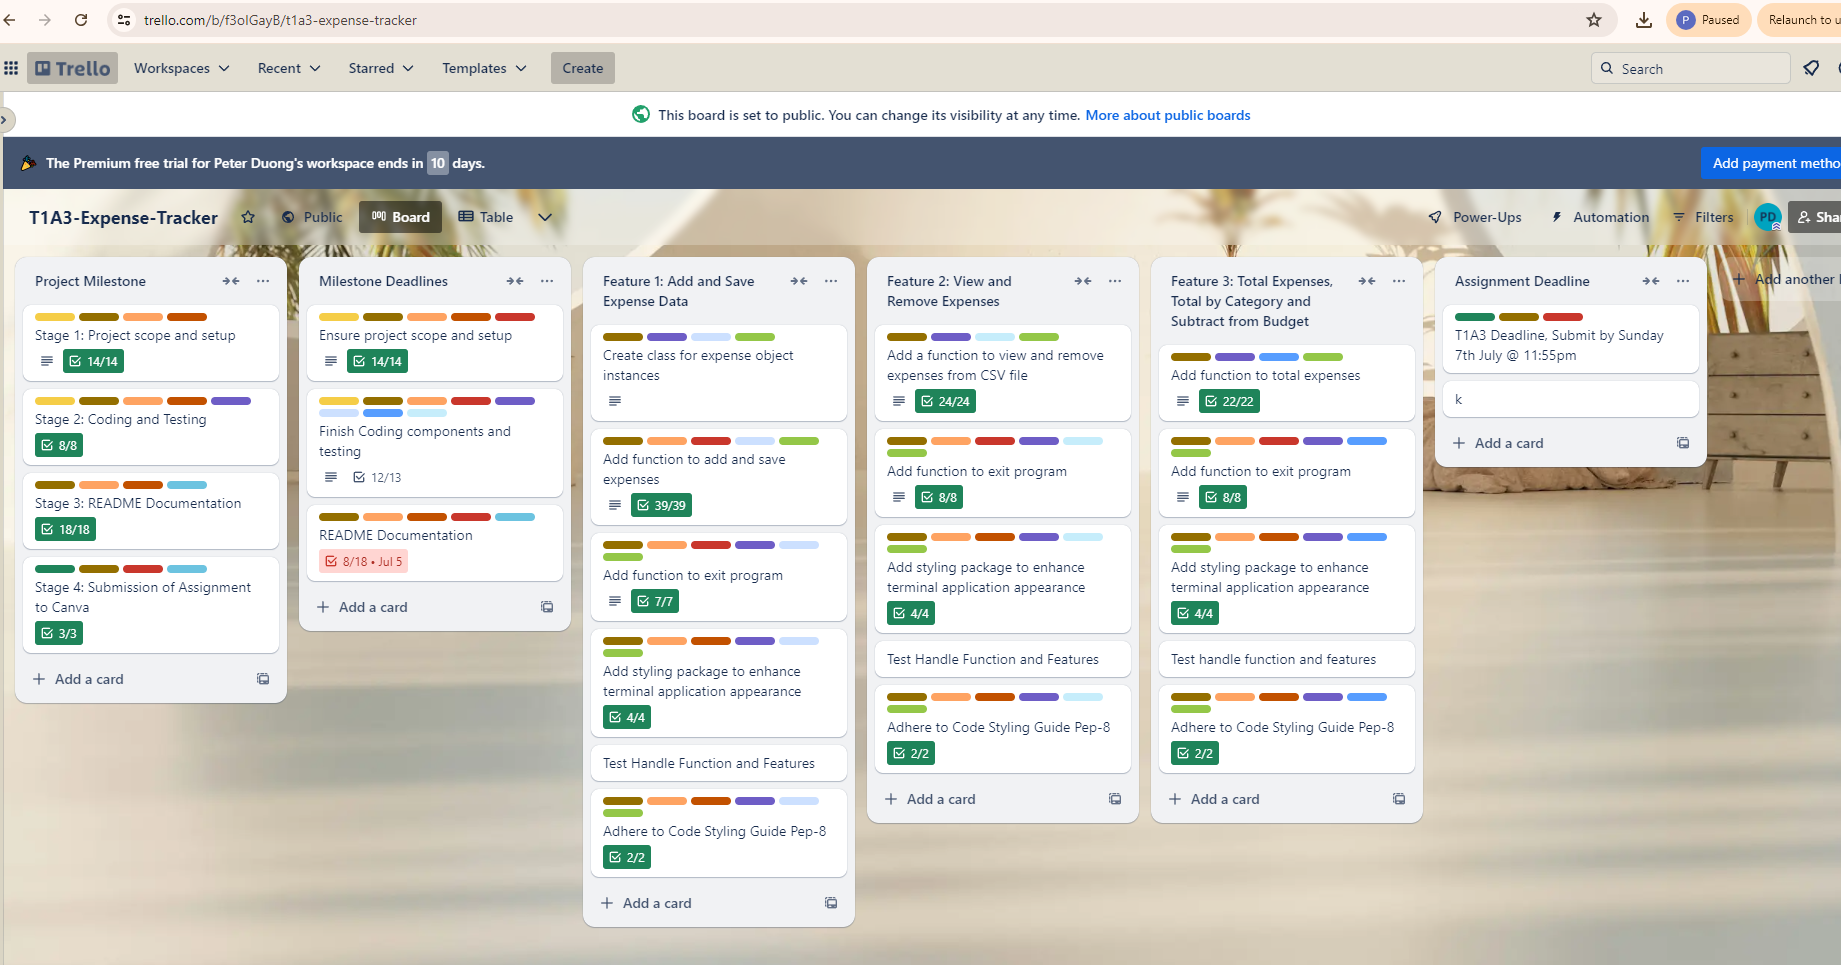 trello.com/b/f3oIGayB/t1a3-expense-tracker
P Paused
Relaunch to u
Trello
Workspaces
Recent
Starred
Templates
Create
Search
This board is set to public. You can change its visibility at any time. More about public boards
The Premium free trial for Peter Duong's workspace ends in 10 days.
Add payment metho
T1A3-Expense-Tracker
Public
Board
Table
Power-Ups
Automation
Filters
PD
Sha
Project Milestone
Stage 1: Project scope and setup
14/14
Stage 2: Coding and Testing
8/8
Stage 3: README Documentation
18/18
Stage 4: Submission of Assignment
to Canva
3/3
Add a card
Milestone Deadlines
Ensure project scope and setup
14/14
Finish Coding components and
testing
12/13
README Documentation
8/18 • Jul 5
Add a card
Feature 1: Add and Save
Expense Data
Create class for expense object
instances
Add function to add and save
expenses
39/39
Add function to exit program
7/7
Add styling package to enhance
terminal application appearance
4/4
Test Handle Function and Features
Adhere to Code Styling Guide Pep-8
2/2
Add a card
Feature 2: View and
Remove Expenses
Add a function to view and remove
expenses from CSV file
24/24
Add function to exit program
8/8
Add styling package to enhance
terminal application appearance
4/4
Test Handle Function and Features
Adhere to Code Styling Guide Pep-8
2/2
Add a card
Feature 3: Total Expenses,
Total by Category and
Subtract from Budget
Add function to total expenses
22/22
Add function to exit program
8/8
Add styling package to enhance
terminal application appearance
4/4
Test handle function and features
Adhere to Code Styling Guide Pep-8
2/2
Add a card
Assignment Deadline
T1A3 Deadline, Submit by Sunday
7th July @ 11:55pm
k
Add a card
Add another